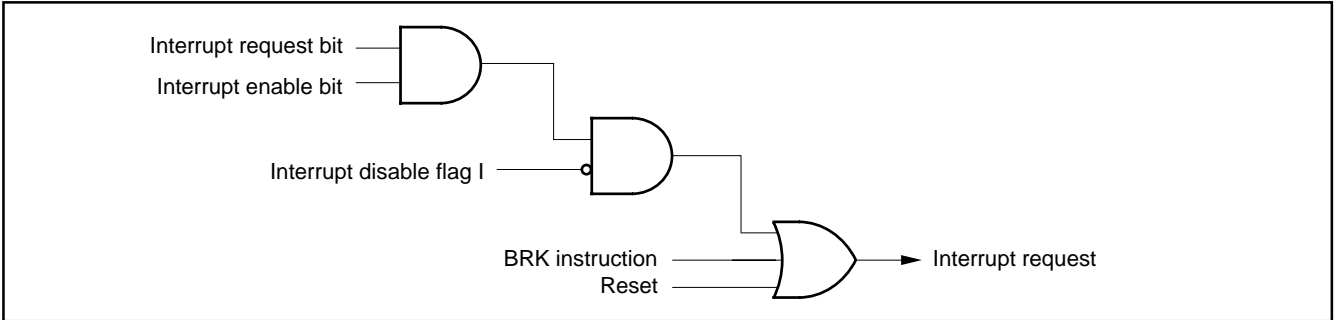 Interrupt request bit
Interrupt enable bit
Interrupt disable flag I
BRK instruction
Reset
Interrupt request